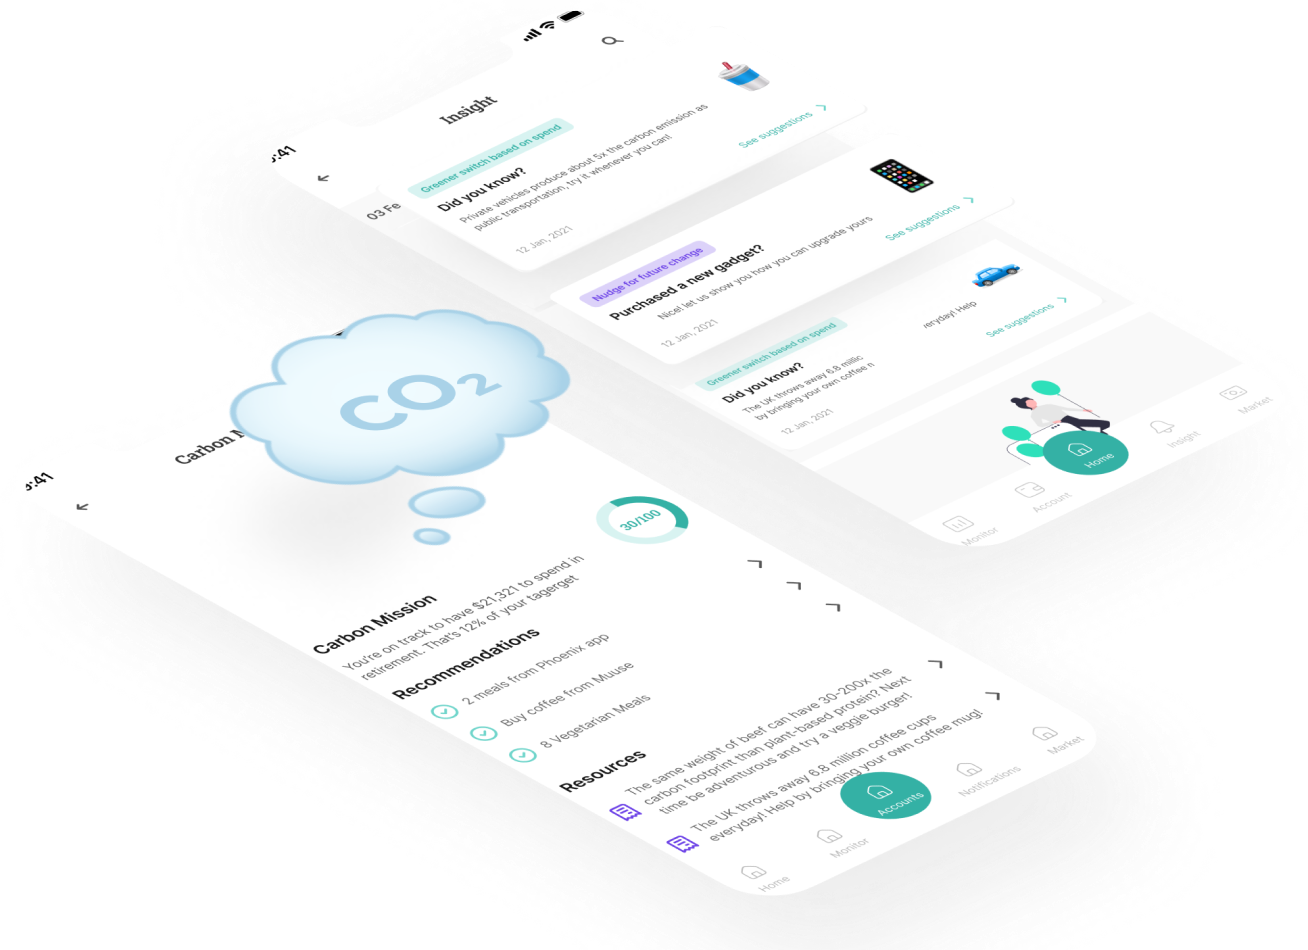 Insight
Greener switch based on spend
Did you know?
Private vehicles produce about 5x the carbon emission as
public transportation, try it whenever you can!
12 Jan, 2021
See suggestions
Nudge for future change
Purchased a new gadget?
Nice! let us show you how you can upgrade yours
12 Jan, 2021
See suggestions
Greener switch based on spend
Did you know?
The UK throws away 6.8 millic
by bringing your own coffee n
eryday! Help
12 Jan, 2021
See suggestions
Monitor
Account
Home
Insight
Market
:41
03 Fe
CO2
:41
Carbon
30/100
Carbon Mission
You're on track to have $21,321 to spend in
retirement. That's 12% of your tagerget
Recommendations
2 meals from Phoenix app
Buy coffee from Muuse
8 Vegetarian Meals
Resources
The same weight of beef can have 30-200x the
carbon footprint than plant-based protein? Next
time be adventurous and try a veggie burger!
The UK throws away 6.8 million coffee cups
everyday! Help by bringing your own coffee mug!
Home
Monitor
Accounts
Notifications
Market